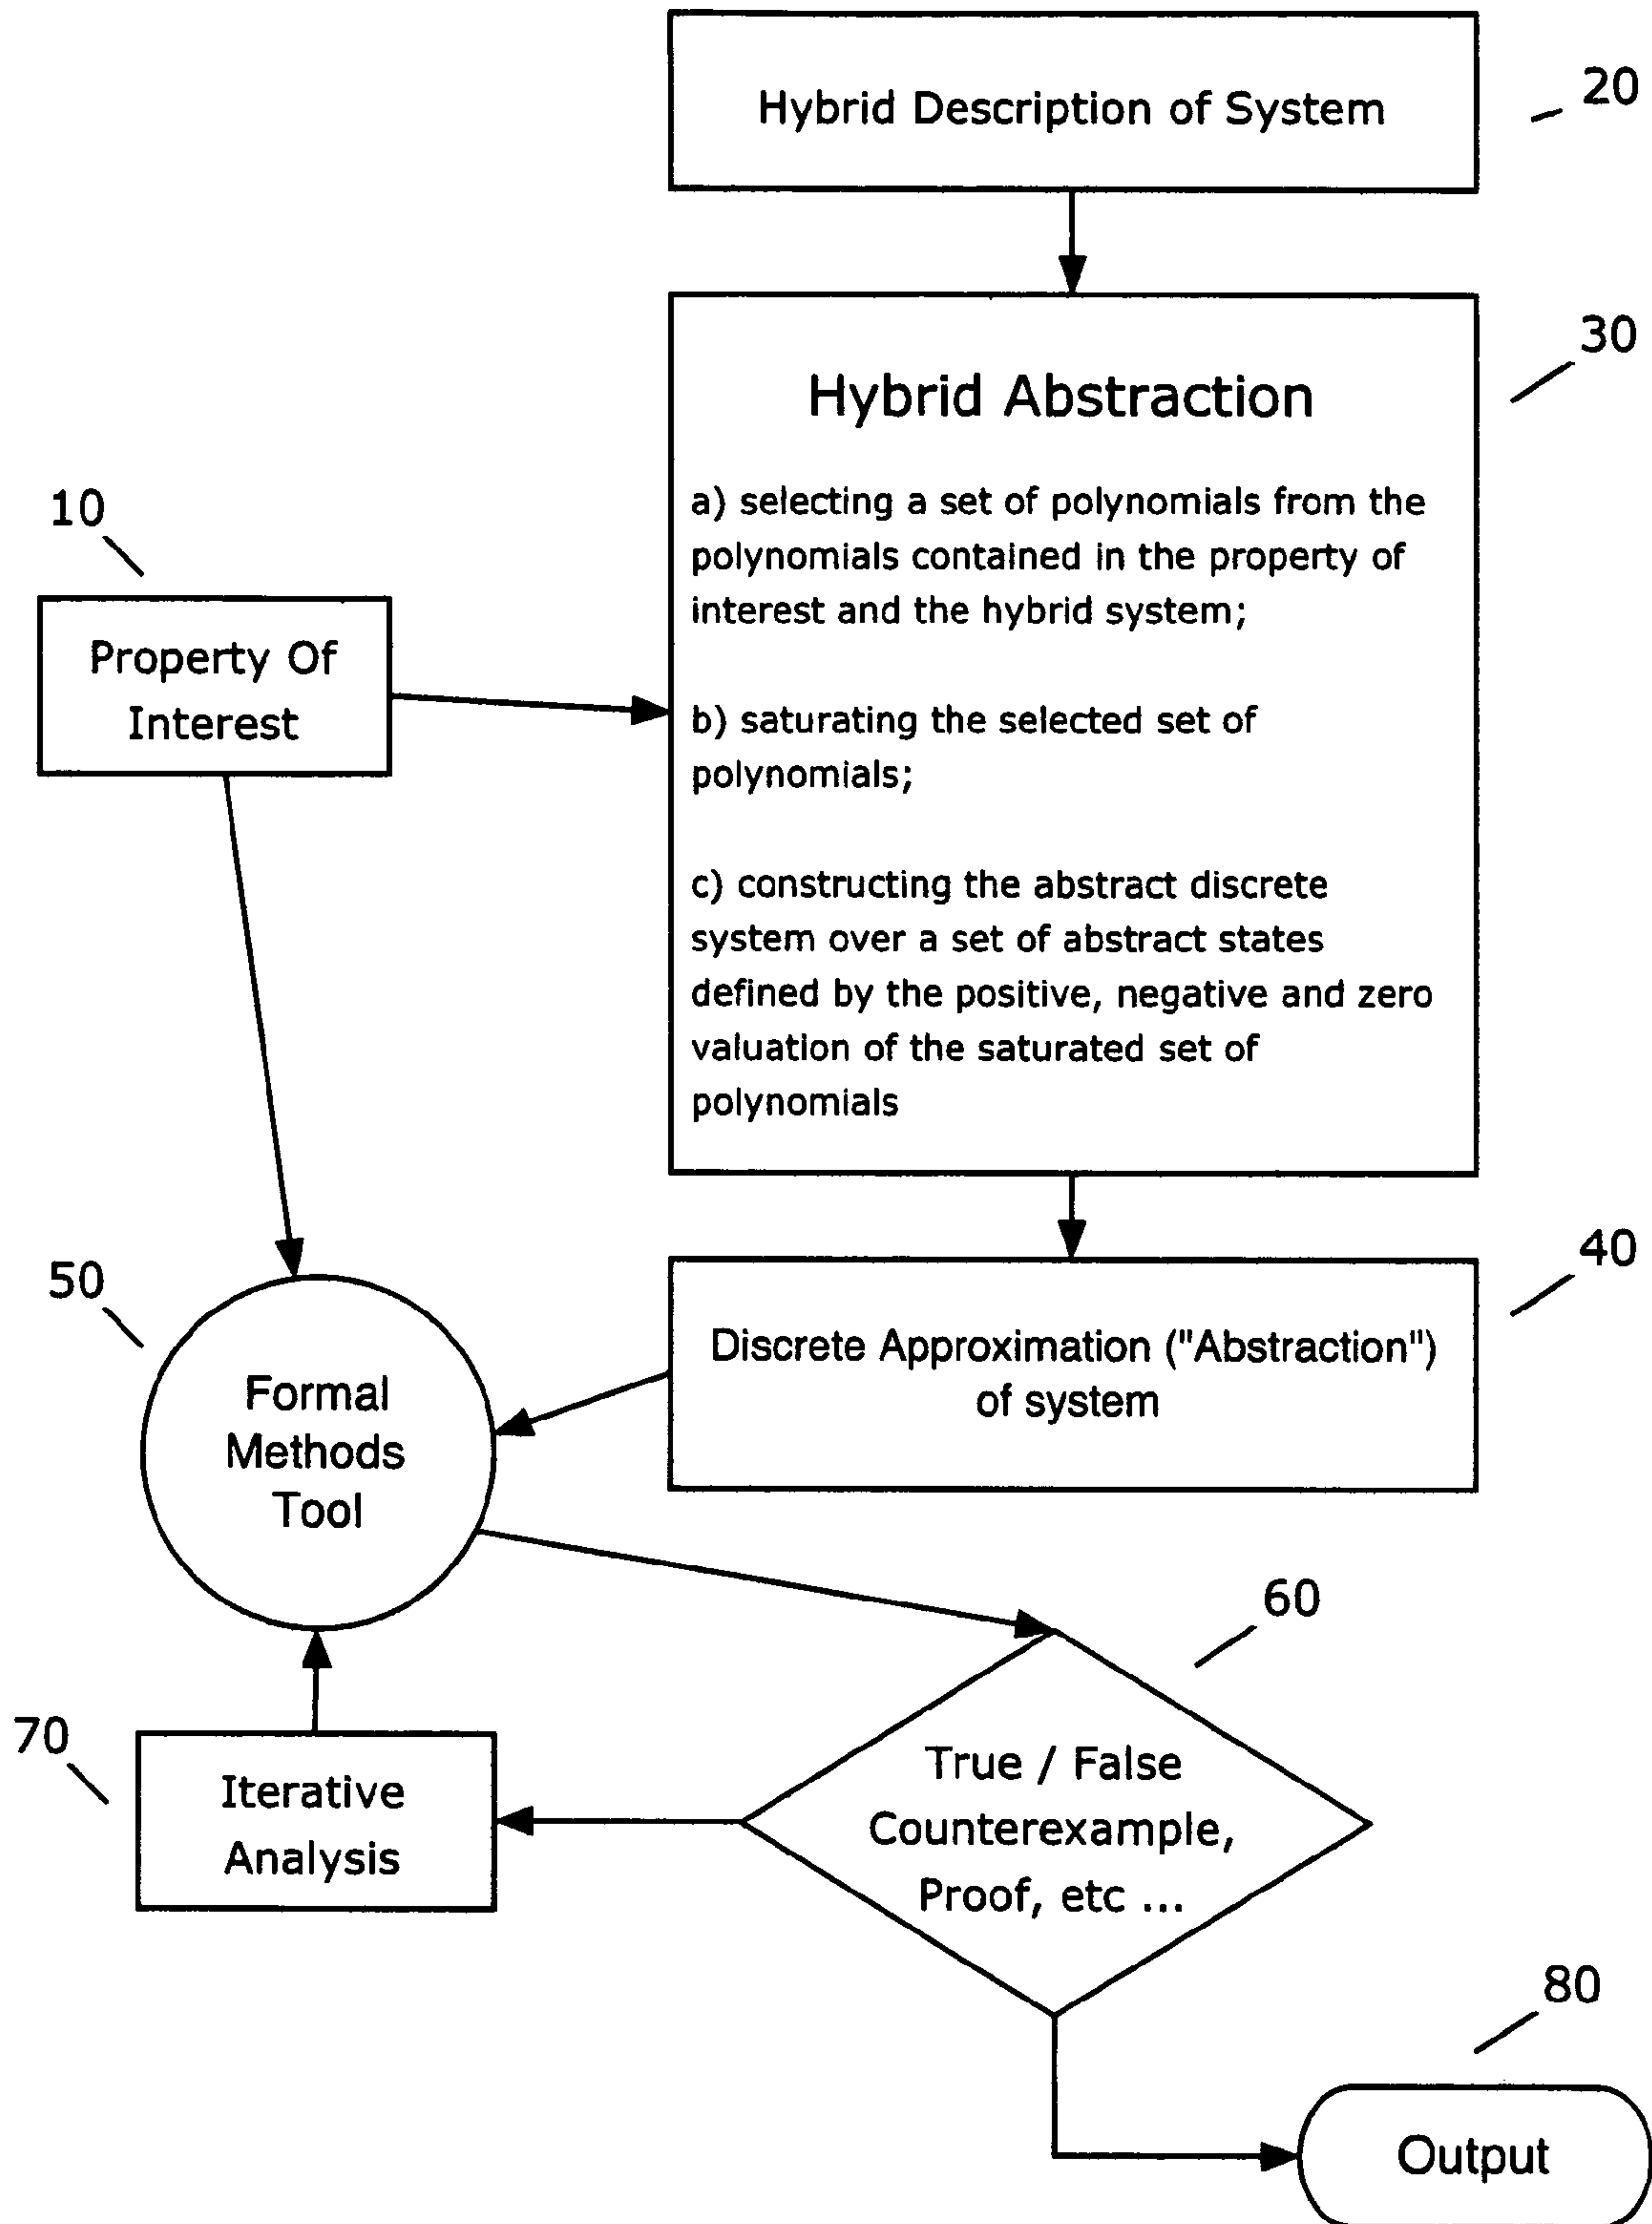 Hybrid Description of System
20
30
Hybrid Abstraction
a) selecting a set of polynomials from the
polynomials contained in the property of
interest and the hybrid system;
b) saturating the selected set of
polynomials;
c) constructing the abstract discrete
system over a set of abstract states
defined by the positive, negative and zero
valuation of the saturated set of
polynomials
10
Property Of
Interest
40
Discrete Approximation ("Abstraction")
of system
50
Formal
Methods
Tool
60
True / False
Counterexample,
Proof, etc ...
70
Iterative
Analysis
80
Output